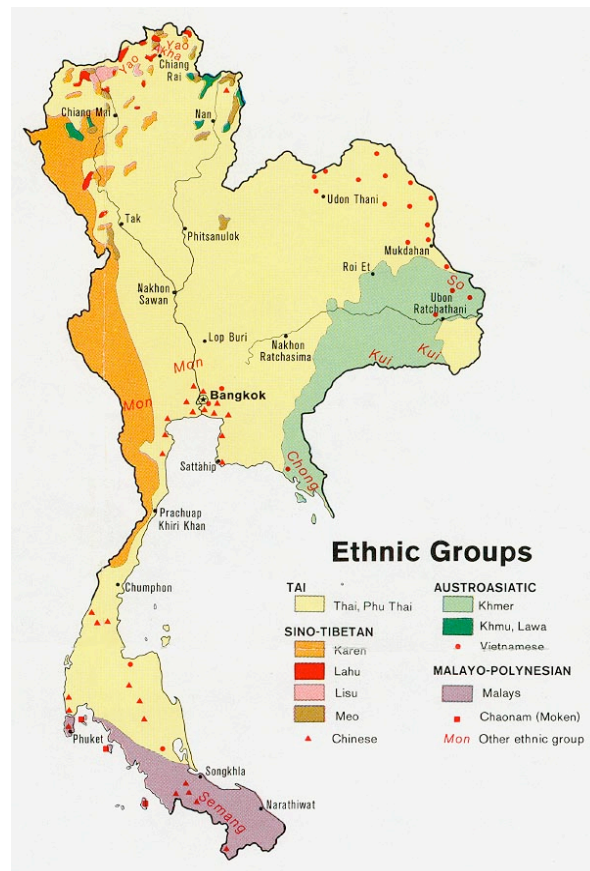 Yao
Yao
Akha
Chiang
Rai
Chiang Mai
Nan
Udon Thani
Tak
Phitsanulok
Mukdahan
Roi Et
So
Nakhon
Sawan
Ubon
Ratchathani
Lop Buri
Nakhon
Ratchasima
Kui
Kui
Mon
Mon
Bangkok
Sattahip
Chong
Prachuap
Khiri Khan
Ethnic Groups
Chumphon
TAI
Thai, Phu Thai
SINO-TIBETAN
Karen
Lahu
Lisu
Meo
Chinese
AUSTROASIATIC
Khmer
Khmu, Lawa
Vietnamese
MALAYO-POLYNESIAN
Malays
Chaonam (Moken)
Mon Other ethnic group
Phuket
Songkhla
Semang
Narathiwat